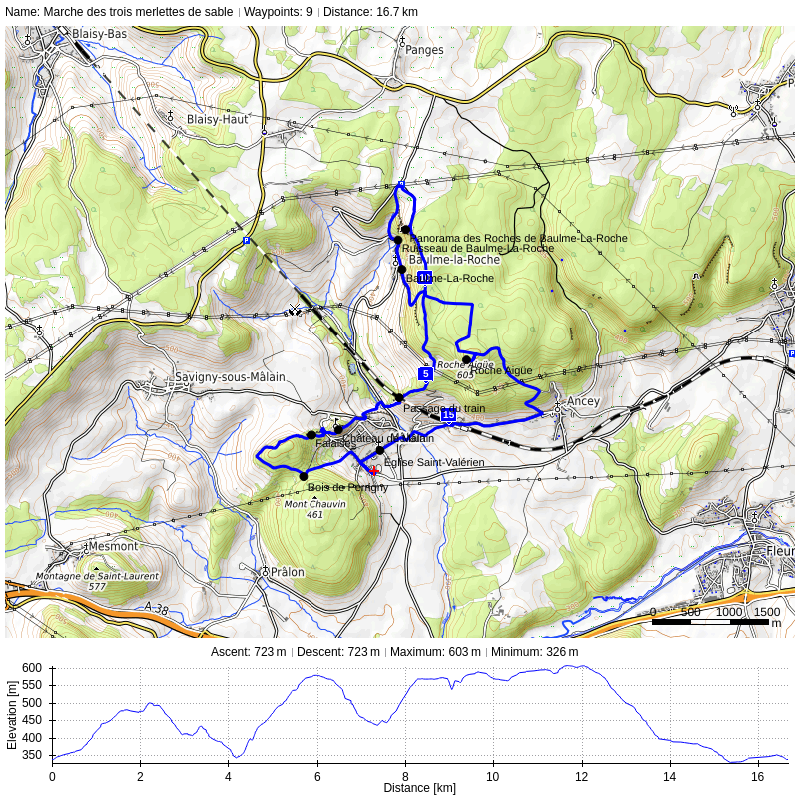 Name: Marche des trois merlettes de sable | Waypoints: 9 | Distance: 16.7 km
Blaisy-Bas
Panges
Blaisy-Haut
Panorama des Roches de Baulme-La-Roche
Ruisseau de Baulme-La-Roche
Baulme-la-Roche
Baulme-La-Roche
10
Roche Aigüe
605
Roche Aigüe
5
Savigny-sous-Mâlain
Passage du train
Ancey
15
Château de Mâlain
Falaises
Eglise Saint-Valérien
Bois de Perrigny
Mont Chauvin
461
Mesmont
Montagne de Saint-Laurent
577
Prâlon
Fleur
A 38
0 500 1000 1500
m
Ascent: 723 m | Descent: 723 m | Maximum: 603 m | Minimum: 326 m
Elevation [m]
600
550
500
450
400
350
0 2 4 6 8 10 12 14 16
Distance [km]